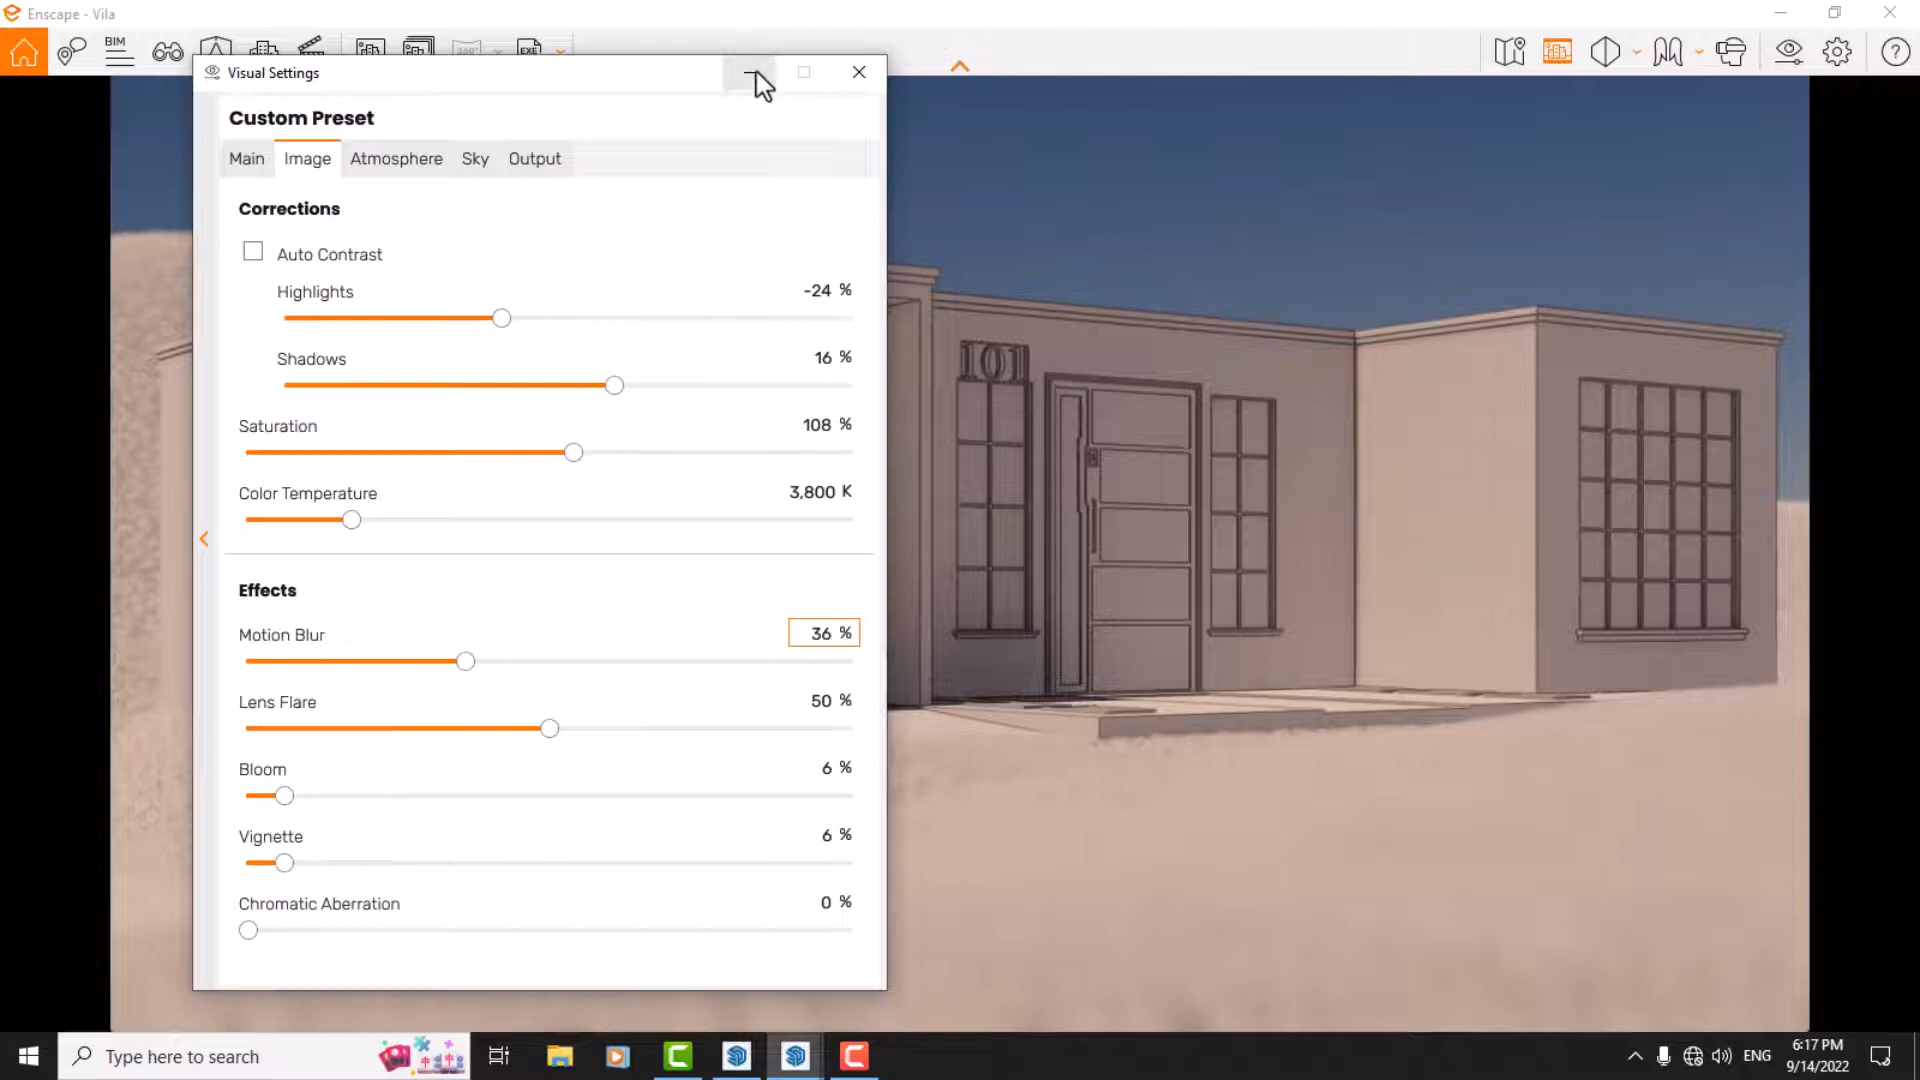 Enscape - Vila
BIM
360°
EXE
Visual Settings
Custom Preset
Main Image Atmosphere Sky Output
Corrections
Auto Contrast
Highlights -24 %
Shadows 16 %
Saturation 108 %
Color Temperature 3,800 K
Effects
Motion Blur 36 %
Lens Flare 50 %
Bloom 6 %
Vignette 6 %
Chromatic Aberration 0 %
101
Type here to search
ENG
6:17 PM
9/14/2022